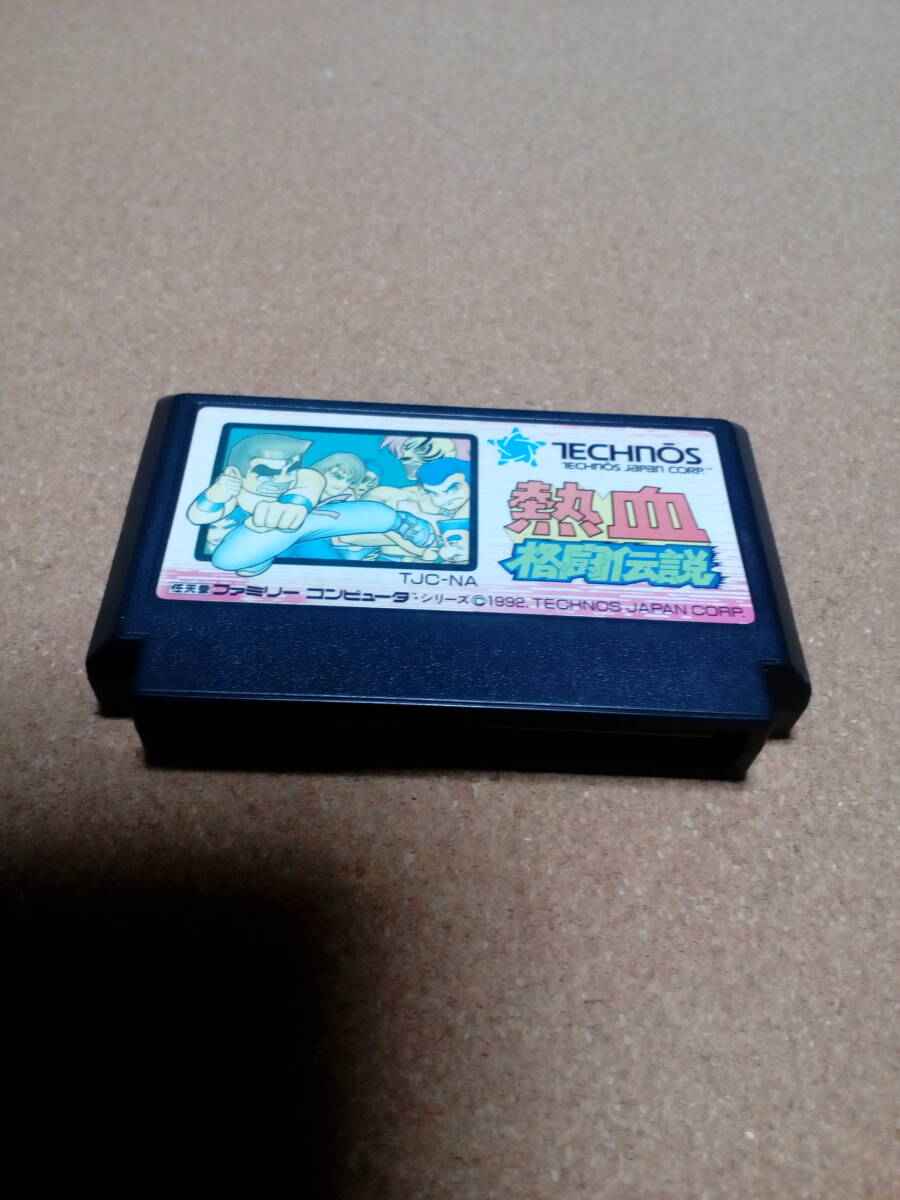 TECHNŌS
TECHNŌS JAPAN CORP.™
熱血
格闘伝説
TJC-NA
任天堂 ファミリー コンピュータ・シリーズ©1992. TECHNOS JAPAN CORP.